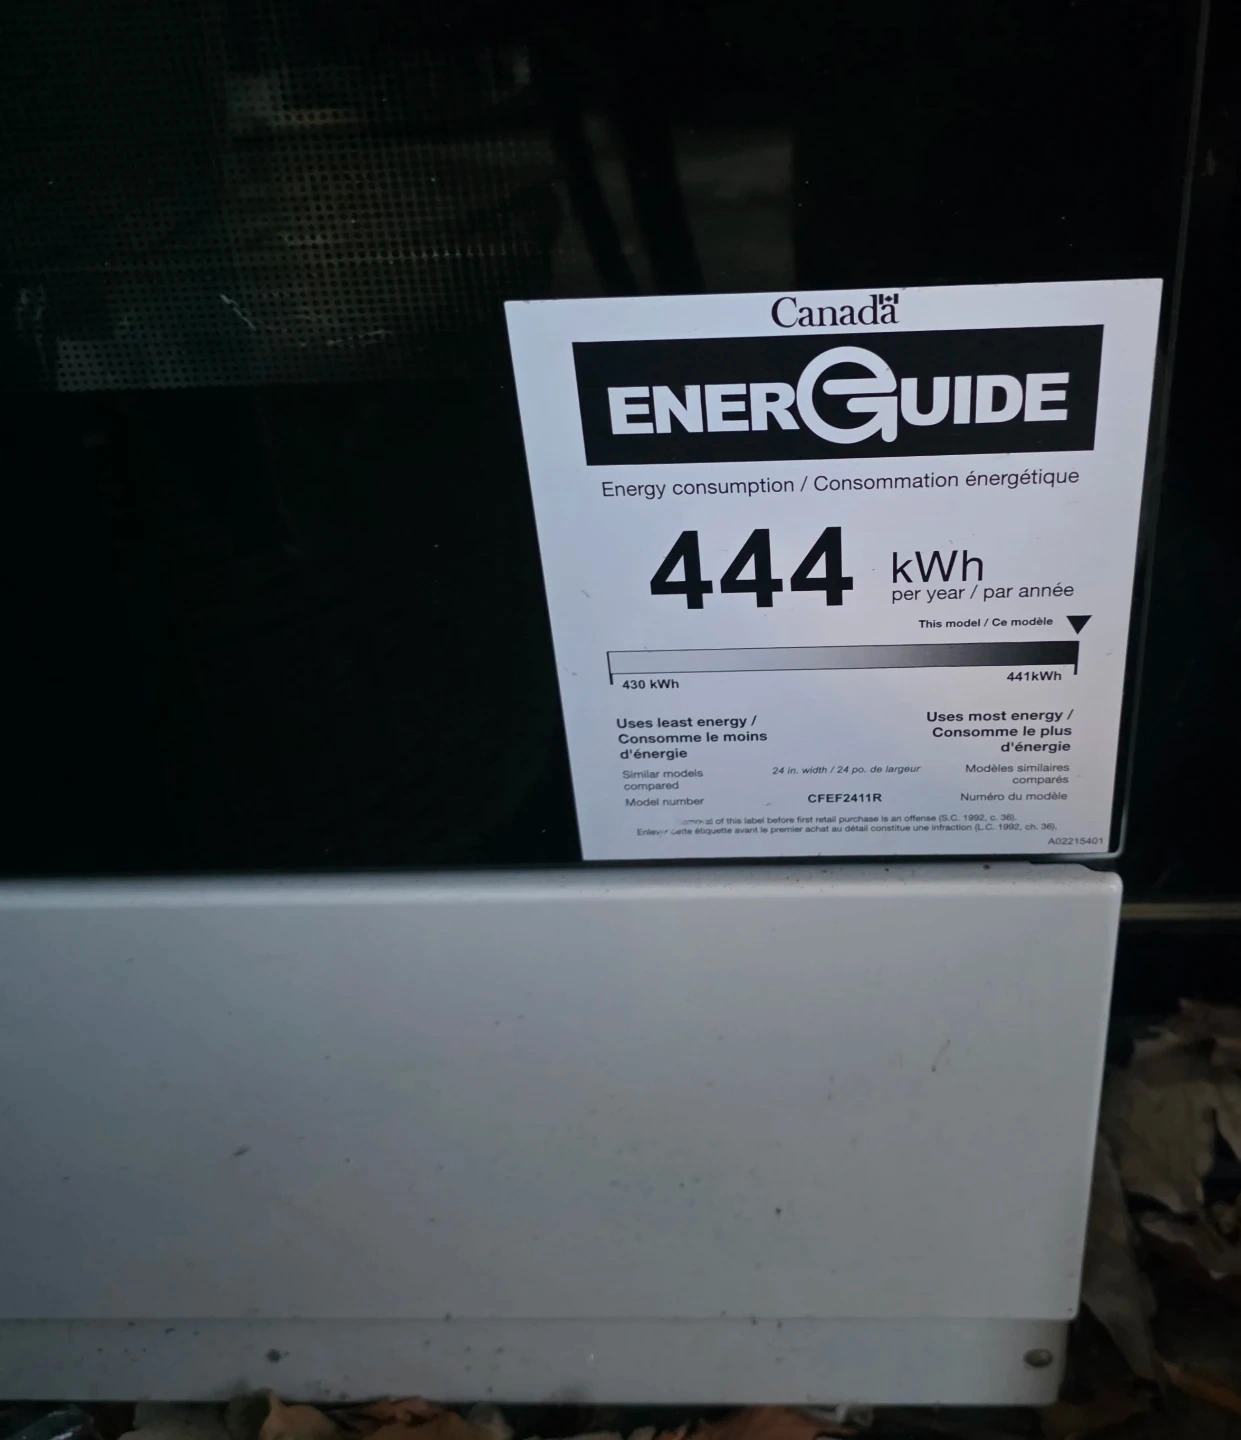 Canada
ENERGUIDE
Energy consumption / Consommation énergétique
444 kWh
per year / par année
This model / Ce modèle
430 kWh 441kWh
Uses least energy /
Consomme le moins
d'énergie
Uses most energy /
Consomme le plus
d'énergie
Similar models
compared
24 in. width / 24 po. de largeur
Modèles similaires
comparés
Model number CFEF2411R Numéro du modèle
of this label before first retail purchase is an offense (S.C. 1992, c. 36).
Enlever cette étiquette avant le premier achat au détail constitue une infraction (L.C. 1992, ch. 36).
A02215401